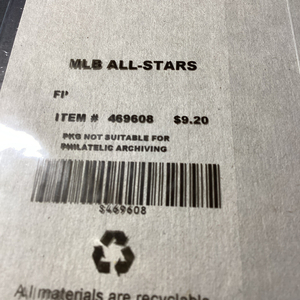 MLB ALL-STARS
FP
ITEM # 469608 $9.20
PKG NOT SUITABLE FOR
PHILATELIC ARCHIVING
S469608
All materials are recyclable